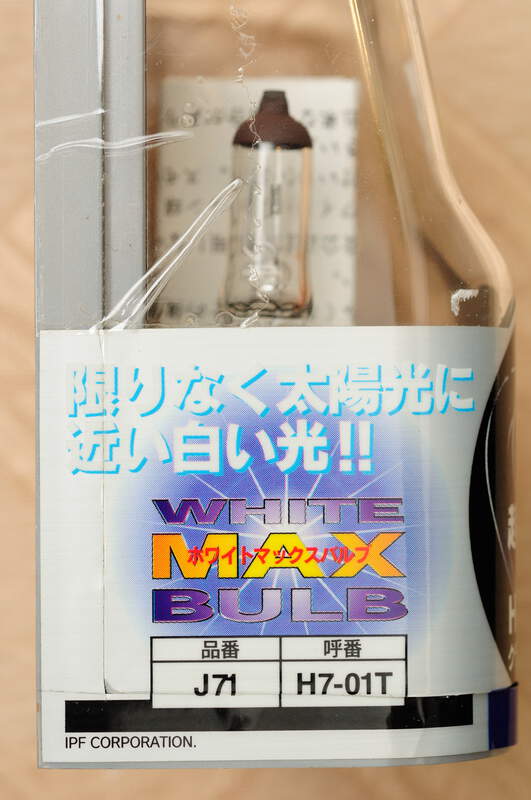 限りなく太陽光に
近い白い光!!
WHITE
MAX
ホワイトマックスバルブ
BULB
品番 呼番
J71 H7-01T
IPF CORPORATION.